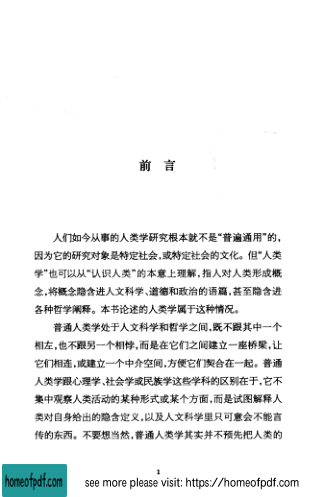 前 言
人们如今从事的人类学研究根本就不是“普遍通用”的,
因为它的研究对象是特定社会,或特定社会的文化。但“人类
学”也可以从“认识人类”的本意上理解,指人对人类形成概
念,将概念隐含进人文科学、道德和政治的语篇,甚至隐含进
各种哲学阐释。本书论述的人类学属于这种情况。
普通人类学处于人文科学和哲学之间,既不跟其中一个
相左,也不跟另一个相悖,而是在它们之间建立一座桥梁,让
它们相连,或建立一个中介空间,方便它们契合在一起。普通
人类学跟心理学、社会学或民族学这些学科的区别在于,它不
集中观察人类活动的某种形式或某个方面,而是试图解释人
类对自身给出的隐含定义,以及人文科学里只可意会不能言
传的东西。不要想当然,普通人类学其实并不预先把人类的
1
homeofpdf.com
see more please visit: https://homeofpdf.com